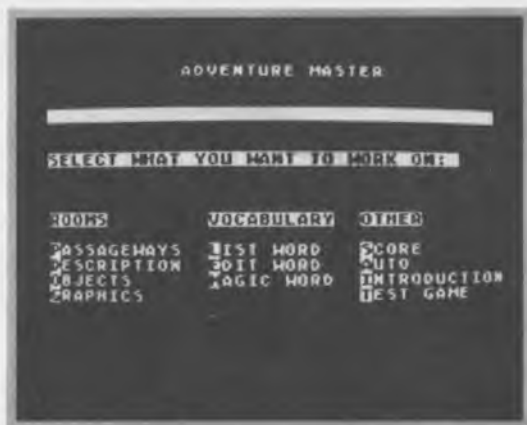 ADVENTURE MASTER
SELECT WHAT YOU WANT TO WORK ON:
ROOMS VOCABULARY OTHER
PASSAGEWAYS LIST WORD SCORE
DESCRIPTION EDIT WORD AUTO
OBJECTS MAGIC WORD INTRODUCTION
GRAPHICS TEST GAME